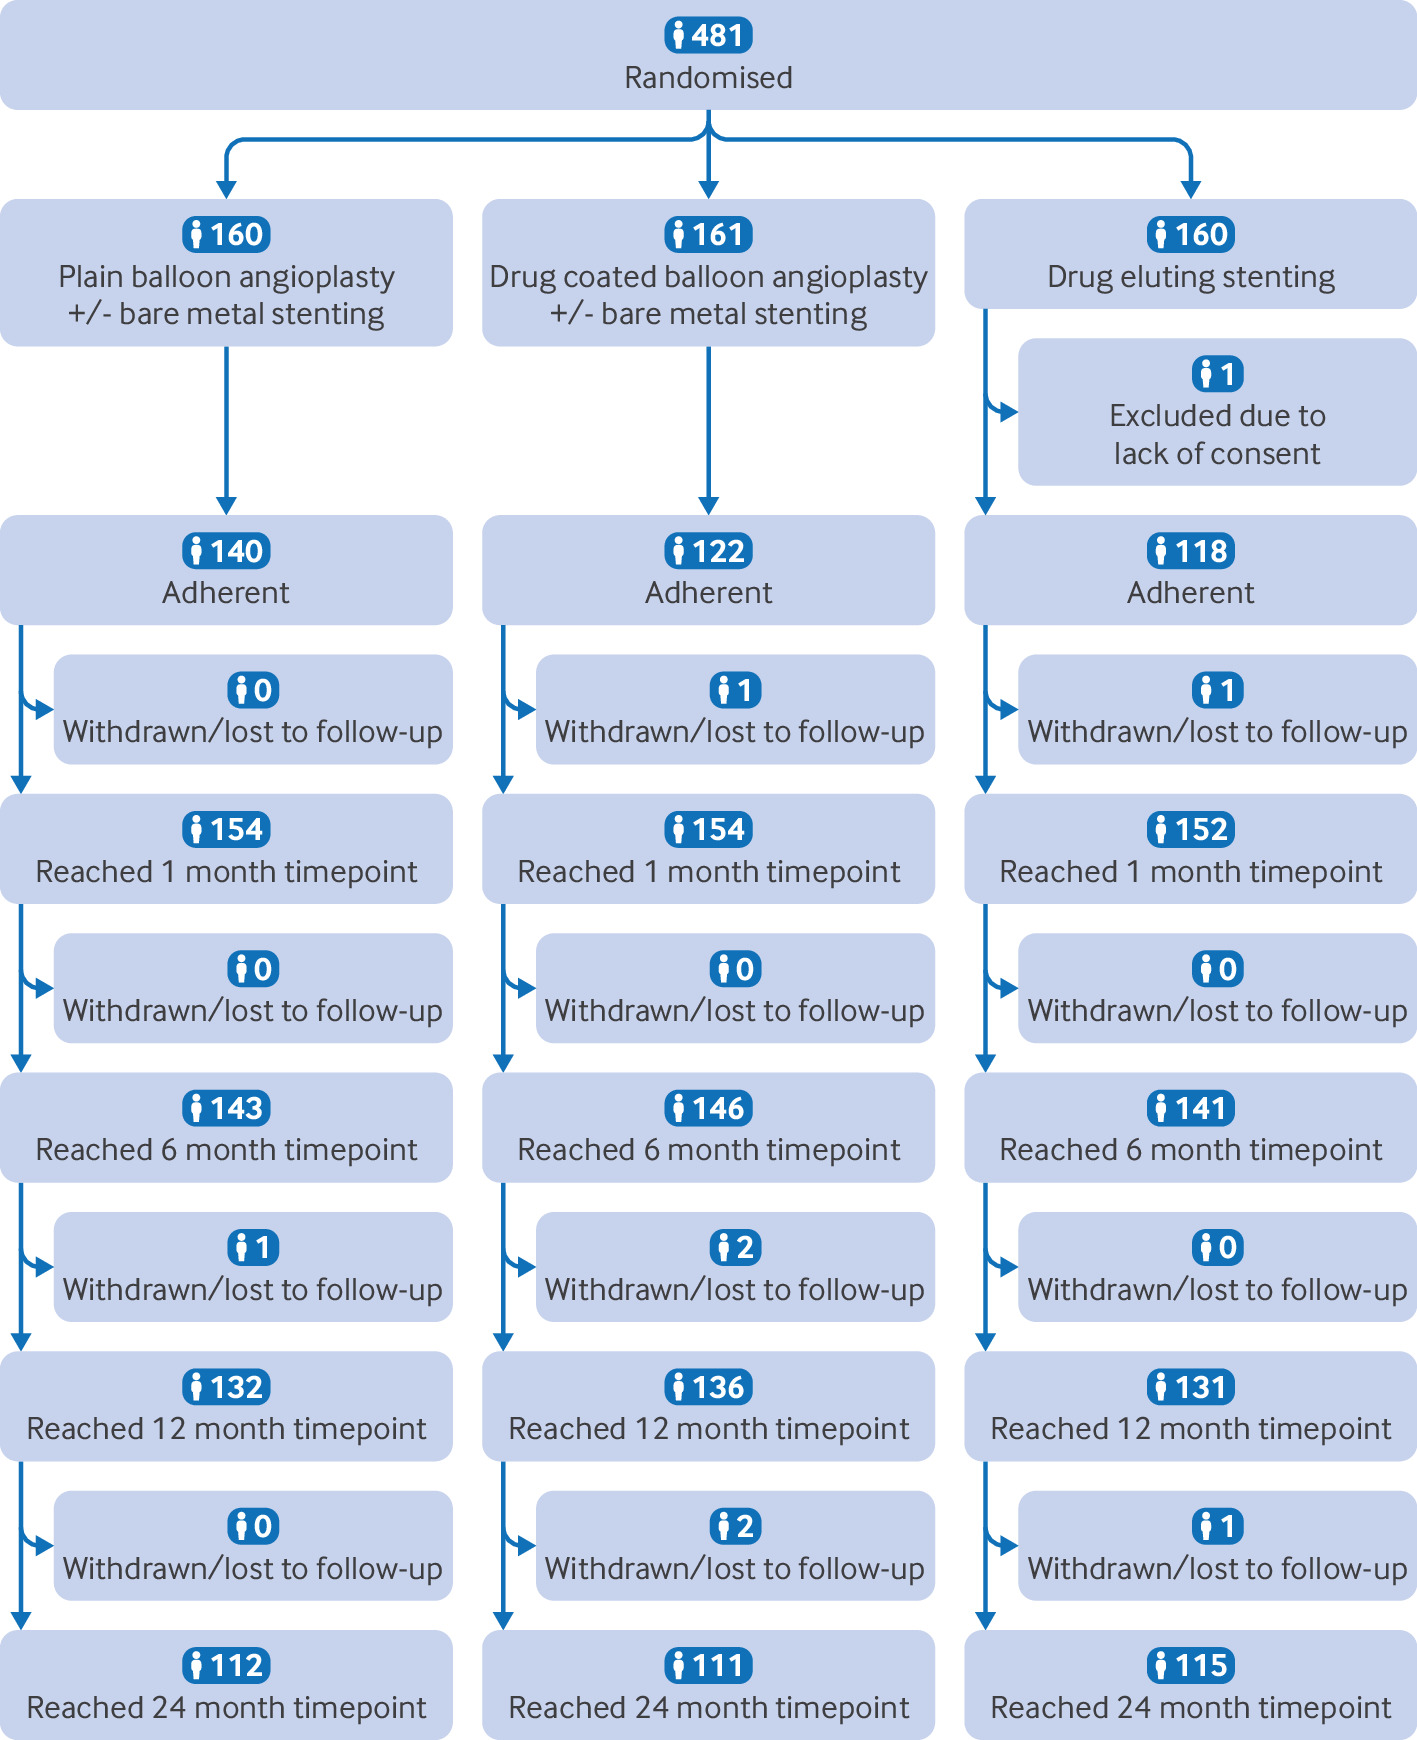 481
Randomised
160
Plain balloon angioplasty
+/- bare metal stenting
161
Drug coated balloon angioplasty
+/- bare metal stenting
160
Drug eluting stenting
1
Excluded due to
lack of consent
140
Adherent
122
Adherent
118
Adherent
0
Withdrawn/lost to follow-up
1
Withdrawn/lost to follow-up
1
Withdrawn/lost to follow-up
154
Reached 1 month timepoint
154
Reached 1 month timepoint
152
Reached 1 month timepoint
0
Withdrawn/lost to follow-up
0
Withdrawn/lost to follow-up
0
Withdrawn/lost to follow-up
143
Reached 6 month timepoint
146
Reached 6 month timepoint
141
Reached 6 month timepoint
1
Withdrawn/lost to follow-up
2
Withdrawn/lost to follow-up
0
Withdrawn/lost to follow-up
132
Reached 12 month timepoint
136
Reached 12 month timepoint
131
Reached 12 month timepoint
0
Withdrawn/lost to follow-up
2
Withdrawn/lost to follow-up
1
Withdrawn/lost to follow-up
112
Reached 24 month timepoint
111
Reached 24 month timepoint
115
Reached 24 month timepoint